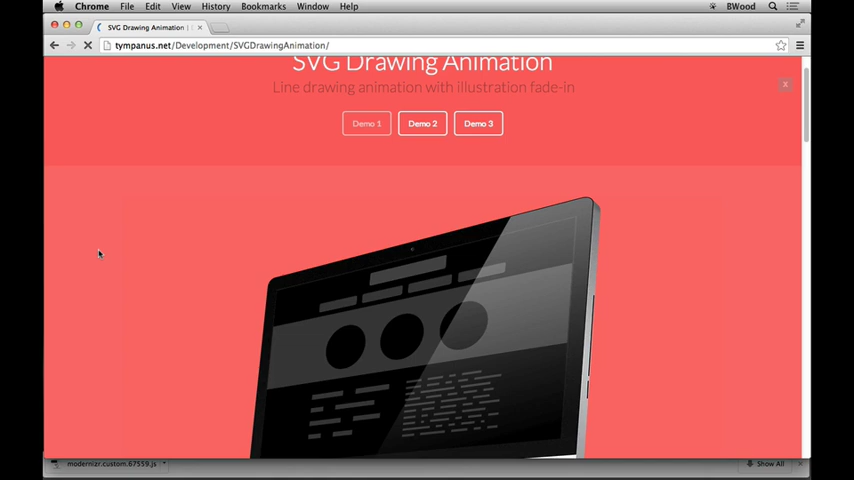 Chrome File Edit View History Bookmarks Window Help BWood
SVG Drawing Animation |
tympanus.net/Development/SVGDrawingAnimation/
SVG Drawing Animation
Line drawing animation with illustration fade-in
x
Demo 1 Demo 2 Demo 3
modernizr.custom.67559.js Show All